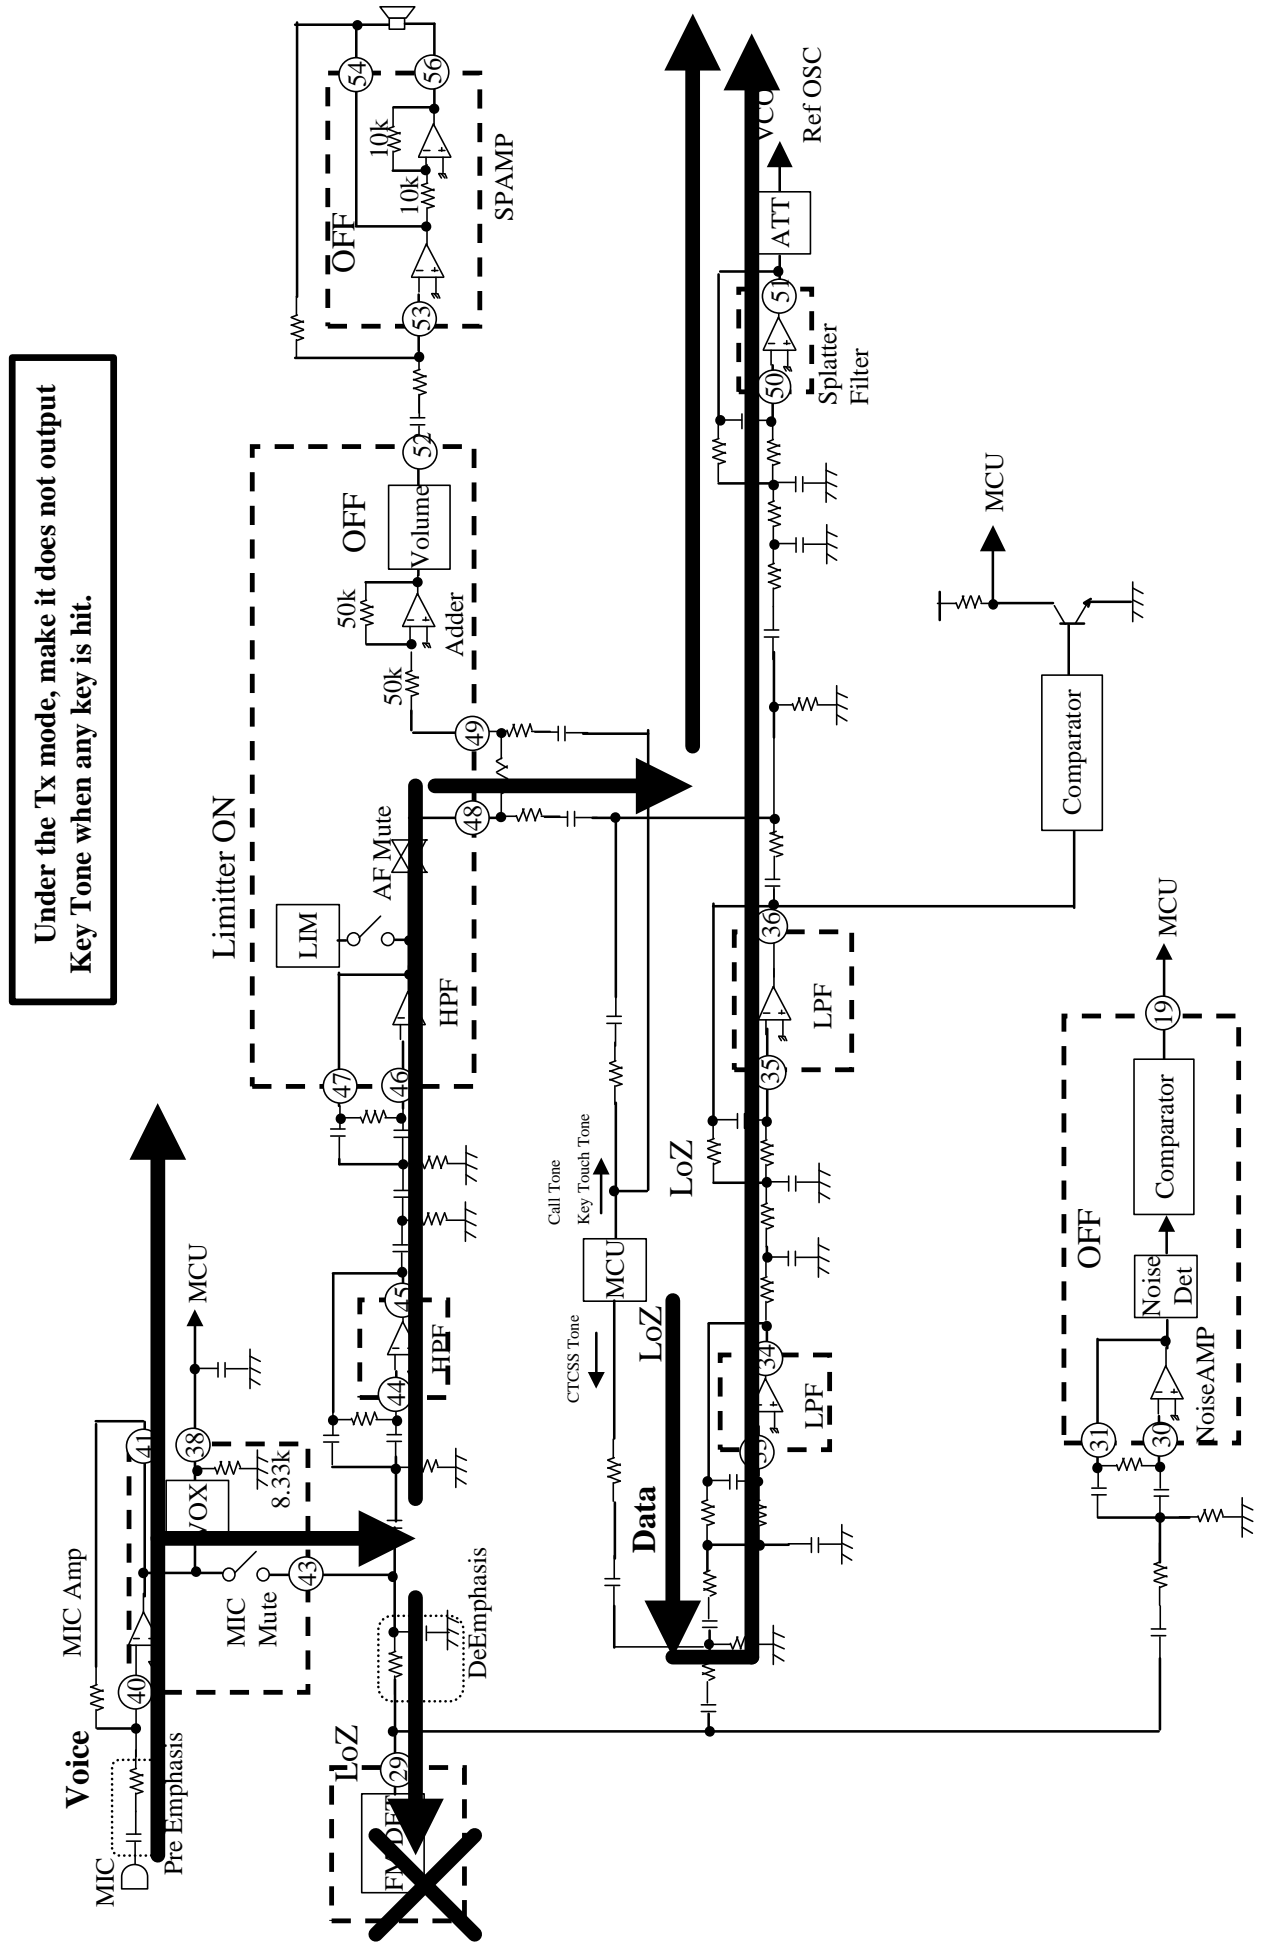 Under the Tx mode, make it does not output
Key Tone when any key is hit.
Voice
MIC
Pre Emphasis
40
MIC Amp
41
MIC
Mute
43
38
8.33k
MCU
LoZ
29
DeEmphasis
44
HPF
45
47
46
HPF
LIM
Limitter ON
AF Mute
48
49
50k
50k
Adder
Volume
OFF
52
53
OFF
10k
10k
54
56
SPAMP
Call Tone
Key Touch Tone
MCU
CTCSS Tone
Data
LoZ
34
LPF
LoZ
35
36
LPF
50
51
Splatter
Filter
ATT
VCO
Ref OSC
Comparator
MCU
31
30
NoiseAMP
Noise
Det
OFF
Comparator
19
MCU